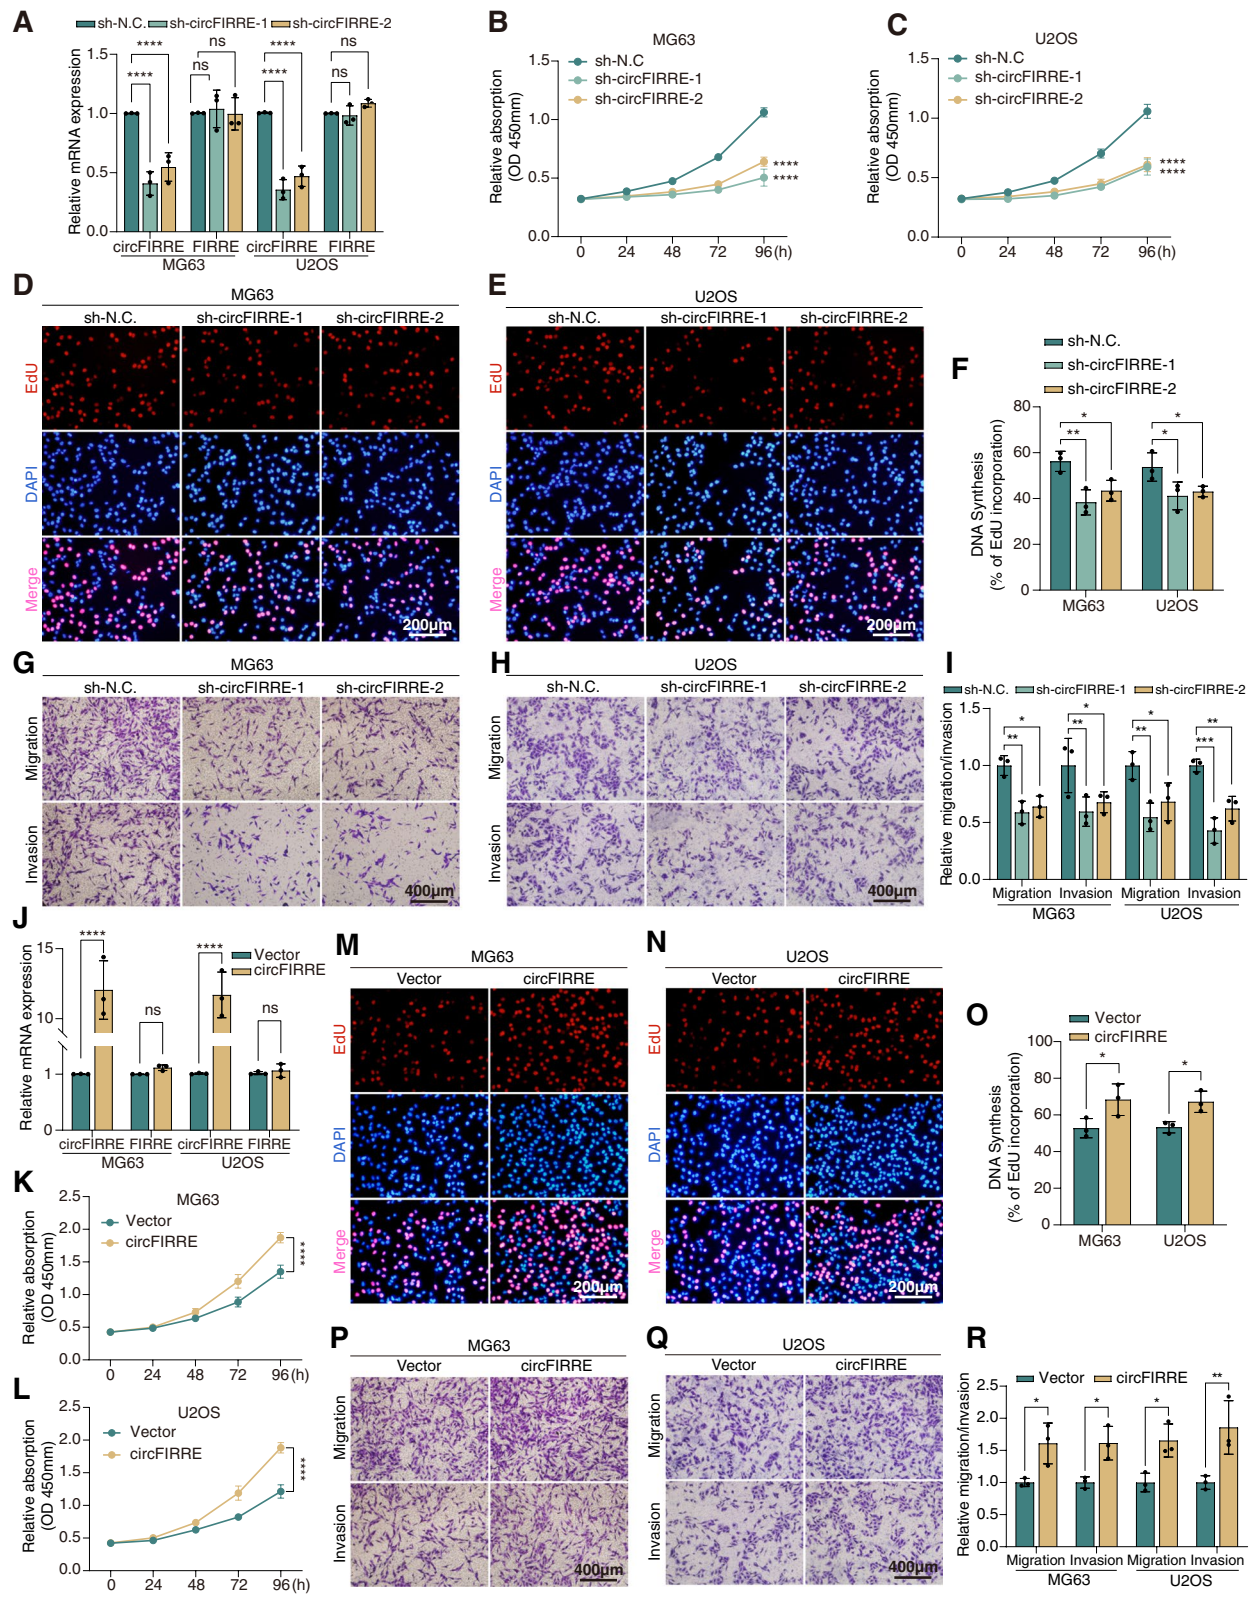 A
sh-N.C. sh-circFIRRE-1 sh-circFIRRE-2
Relative mRNA expression
1.5
1.0
0.5
0.0
**** **** ns ns **** **** ns ns
circFIRRE FIRRE circFIRRE FIRRE
MG63 U2OS
B
MG63
sh-N.C
sh-circFIRRE-1
sh-circFIRRE-2
Relative absorption
(OD 450mm)
1.5
1.0
0.5
0.0
****
****
0 24 48 72 96(h)
C
U2OS
sh-N.C
sh-circFIRRE-1
sh-circFIRRE-2
Relative absorption
(OD 450mm)
1.5
1.0
0.5
0.0
****
****
0 24 48 72 96(h)
D
MG63
sh-N.C. sh-circFIRRE-1 sh-circFIRRE-2
EdU
DAPI
Merge
200μm
E
U2OS
sh-N.C. sh-circFIRRE-1 sh-circFIRRE-2
EdU
DAPI
Merge
200μm
F
sh-N.C.
sh-circFIRRE-1
sh-circFIRRE-2
DNA Synthesis
(% of EdU incorporation)
80
60
40
20
0
** * * *
MG63 U2OS
G
MG63
sh-N.C. sh-circFIRRE-1 sh-circFIRRE-2
Migration
Invasion
400μm
H
U2OS
sh-N.C. sh-circFIRRE-1 sh-circFIRRE-2
Migration
Invasion
400μm
I
sh-N.C. sh-circFIRRE-1 sh-circFIRRE-2
Relative migration/invasion
1.5
1.0
0.5
0.0
** * ** * ** * *** **
Migration Invasion Migration Invasion
MG63 U2OS
J
Vector
circFIRRE
Relative mRNA expression
15
10
1
0
**** ns **** ns
circFIRRE FIRRE circFIRRE FIRRE
MG63 U2OS
K
MG63
Vector
circFIRRE
Relative absorption
(OD 450mm)
2.5
2.0
1.5
1.0
0.5
0.0
****
0 24 48 72 96(h)
L
U2OS
Vector
circFIRRE
Relative absorption
(OD 450mm)
2.5
2.0
1.5
1.0
0.5
0.0
****
0 24 48 72 96(h)
M
MG63
Vector circFIRRE
EdU
DAPI
Merge
200μm
N
U2OS
Vector circFIRRE
EdU
DAPI
Merge
200μm
O
Vector
circFIRRE
DNA Synthesis
(% of EdU incorporation)
100
80
60
40
20
0
* *
MG63 U2OS
P
MG63
Vector circFIRRE
Migration
Invasion
400μm
Q
U2OS
Vector circFIRRE
Migration
Invasion
400μm
R
Vector circFIRRE
Relative migration/invasion
2.5
2.0
1.5
1.0
0.5
0.0
* * * **
Migration Invasion Migration Invasion
MG63 U2OS